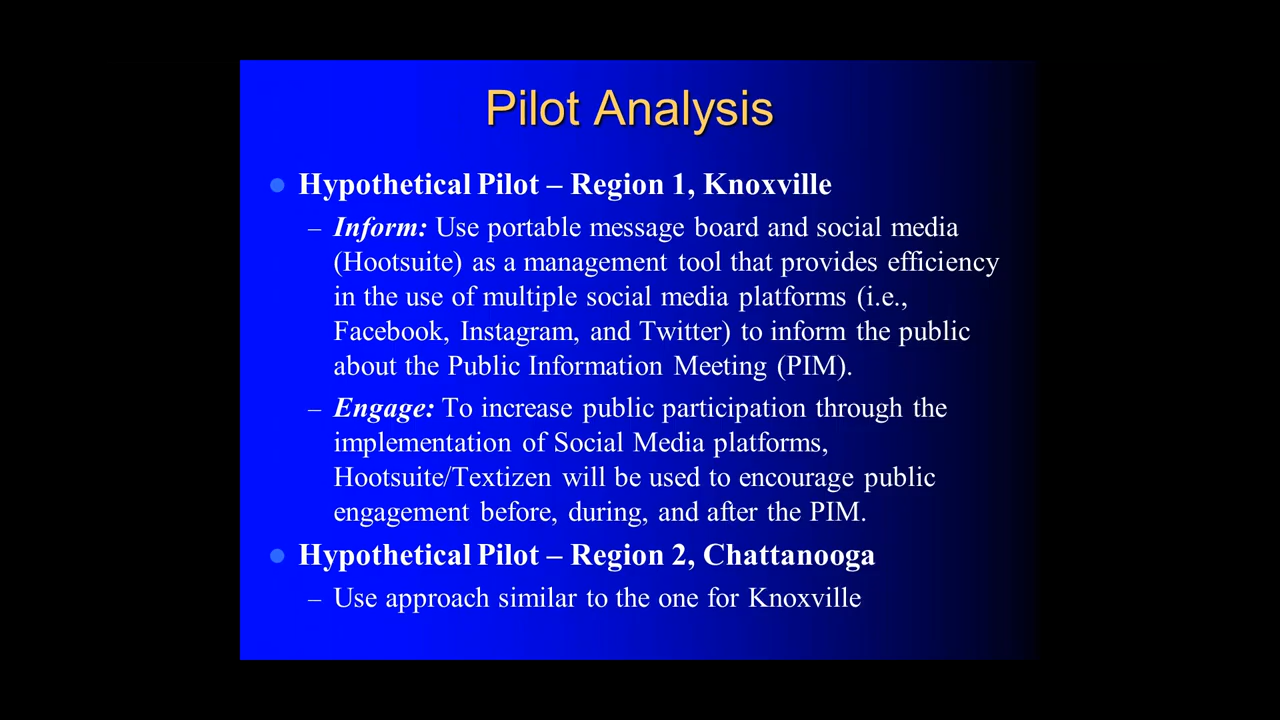 Pilot Analysis
Hypothetical Pilot – Region 1, Knoxville
– Inform: Use portable message board and social media
(Hootsuite) as a management tool that provides efficiency
in the use of multiple social media platforms (i.e.,
Facebook, Instagram, and Twitter) to inform the public
about the Public Information Meeting (PIM).
– Engage: To increase public participation through the
implementation of Social Media platforms,
Hootsuite/Textizen will be used to encourage public
engagement before, during, and after the PIM.
Hypothetical Pilot – Region 2, Chattanooga
– Use approach similar to the one for Knoxville